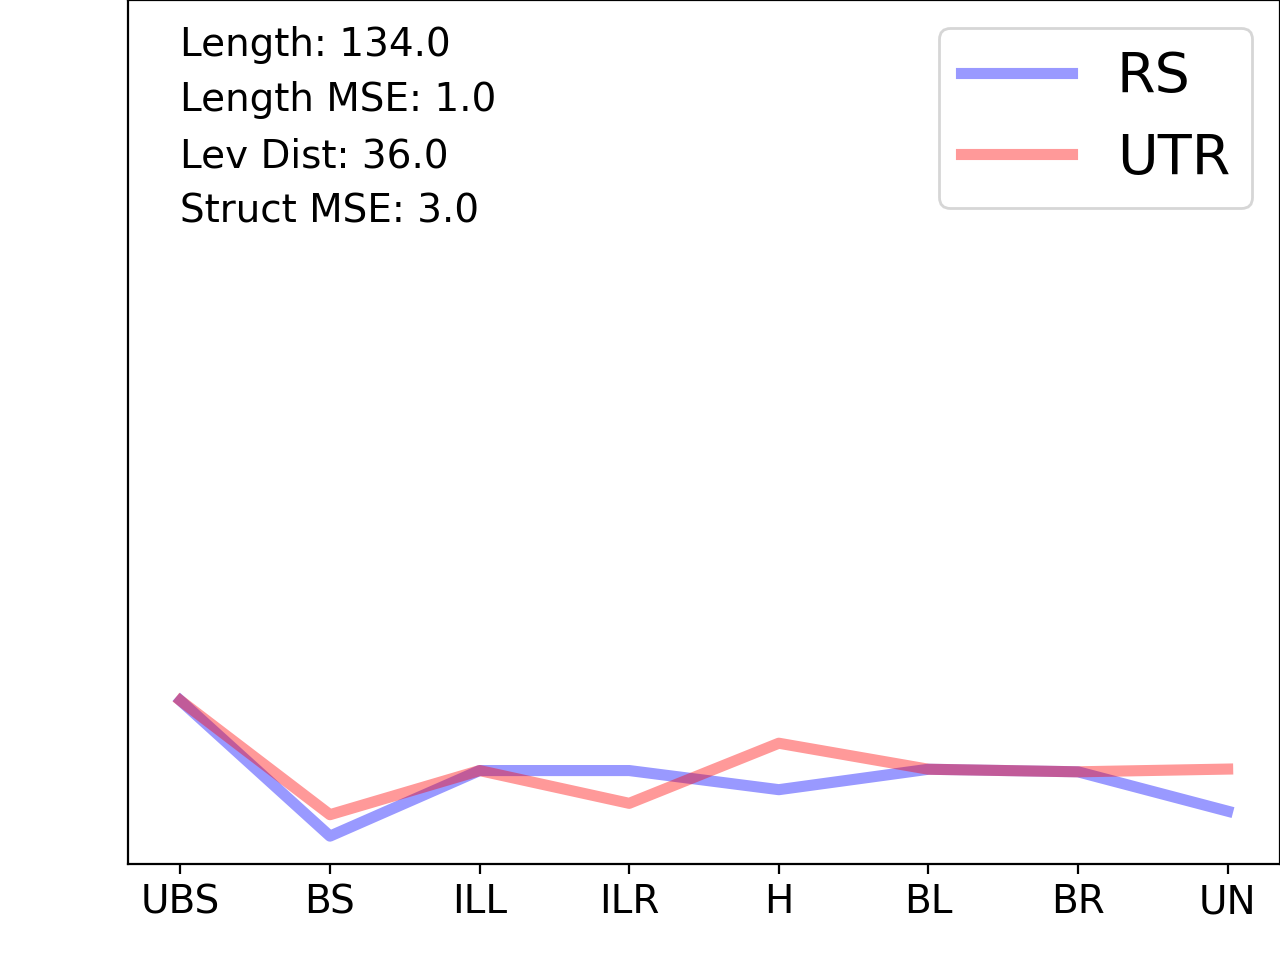 Length: 134.0
Length MSE: 1.0
Lev Dist: 36.0
Struct MSE: 3.0
RS
UTR
UBS BS ILL ILR H BL BR UN